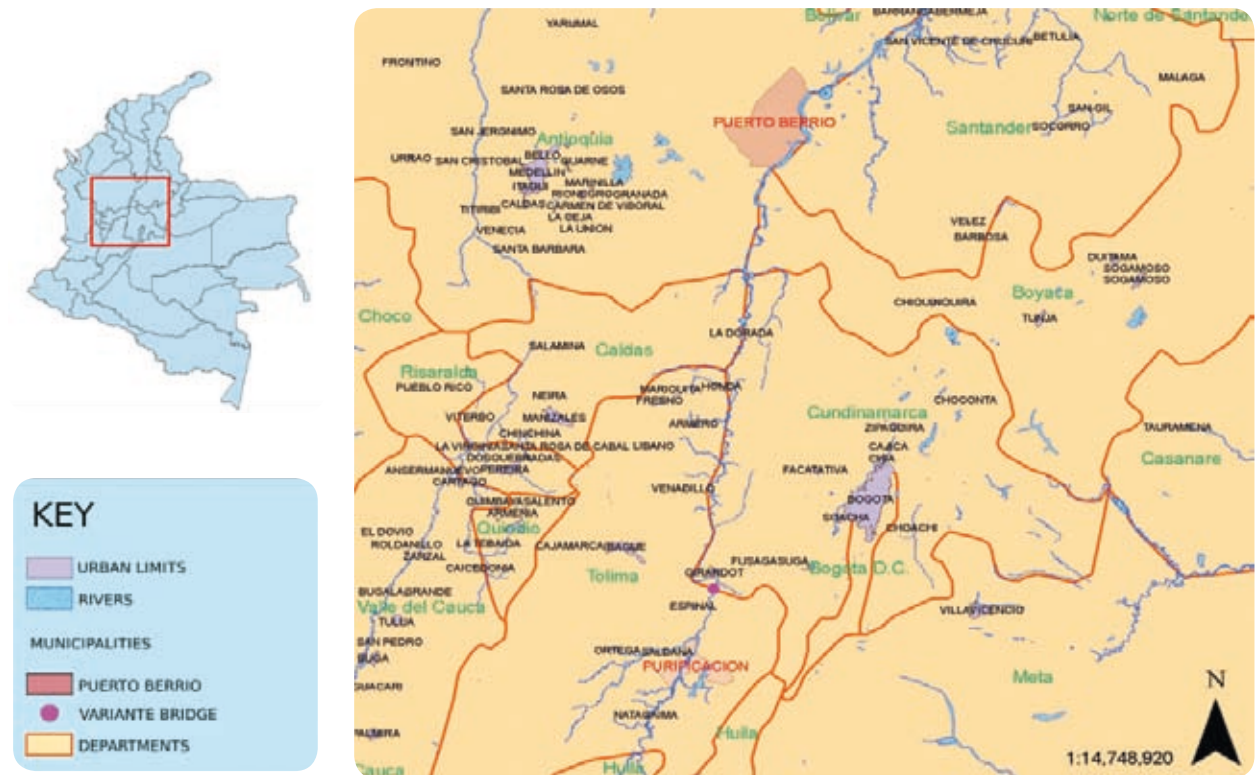 KEY
URBAN LIMITS
RIVERS
MUNICIPALITIES
PUERTO BERRIO
VARIANTE BRIDGE
DEPARTMENTS
Bolivar
BARRANCABERMEJA
Norte de Santander
YARUMAL
SAN VICENTE DE CHUCURI
BETULIA
FRONTINO
MALAGA
SANTA ROSA DE OSOS
SAN GIL
PUERTO BERRIO
Santander
SOCORRO
SAN JERONIMO
Antioquia
URRAO
SAN CRISTOBAL
BELLO
GUARNE
MEDELLIN
ITAGUI
MARINILLA
RIONEGRO
GRANADA
CALDAS
CARMEN DE VIBORAL
TITIRIBI
LA CEJA
VENECIA
LA UNION
SANTA BARBARA
VELEZ
BARBOSA
DUITAMA
SOGAMOSO
SOGAMOSO
Boyaca
CHIQUINQUIRA
TUNJA
Choco
LA DORADA
SALAMINA
Caldas
Risaralda
PUEBLO RICO
MARIQUITA
HONDA
FRESNO
NEIRA
CHOCONTA
VITERBO
MANIZALES
ARMERO
Cundinamarca
CHINCHINA
ZIPAQUIRA
TAURAMENA
LA VIRGINIA
SANTA ROSA DE CABAL
LIBANO
CAJICA
DOSQUEBRADAS
CHIA
Casanare
ANSERMANUEVO
PEREIRA
FACATATIVA
CARTAGO
VENADILLO
QUIMBAYA
SALENTO
BOGOTA
ARMENIA
SOACHA
Quindio
CHOACHI
EL DOVIO
ROLDANILLO
LA TEBAIDA
CAJAMARCA
IBAGUE
ZARZAL
FUSAGASUGA
CAICEDONIA
GIRARDOT
Bogota D.C.
Tolima
BUGALAGRANDE
Valle del Cauca
ESPINAL
VILLAVICENCIO
TULUA
SAN PEDRO
BUGA
ORTEGA
SALDANA
PURIFICACION
Meta
GUACARI
NATAGAIMA
PALMIRA
Huila
Cauca
Huila
N
1:14,748,920